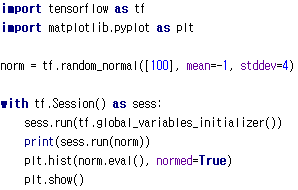 import tensorflow as tf
import matplotlib.pyplot as plt
norm = tf.random_normal([100], mean=-1, stddev=4)
with tf.Session() as sess:
    sess.run(tf.global_variables_initializer())
    print(sess.run(norm))
    plt.hist(norm.eval(), normed=True)
    plt.show()